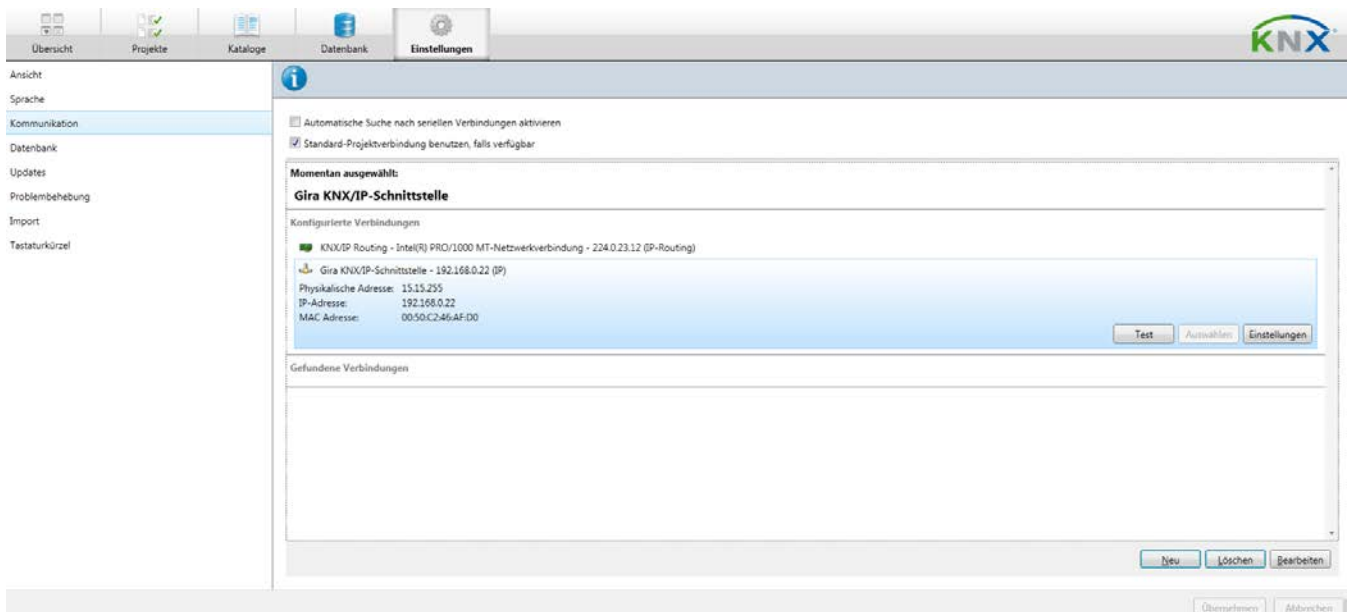 Übersicht Projekte Kataloge Datenbank Einstellungen
KNX
Ansicht
Sprache
Kommunikation
Datenbank
Updates
Problembehebung
Import
Tastaturkürzel
Automatische Suche nach seriellen Verbindungen aktivieren
Standard-Projektverbindung benutzen, falls verfügbar
Momentan ausgewählt:
Gira KNX/IP-Schnittstelle
Konfigurierte Verbindungen
KNX/IP Routing - Intel(R) PRO/1000 MT-Netzwerkverbindung - 224.0.23.12 (IP-Routing)
Gira KNX/IP-Schnittstelle - 192.168.0.22 (IP)
Physikalische Adresse: 15.15.255
IP-Adresse: 192.168.0.22
MAC Adresse: 00:50:C2:46:AF:D0
Test Auswählen Einstellungen
Gefundene Verbindungen
Neu Löschen Bearbeiten
Übernehmen Abbrechen